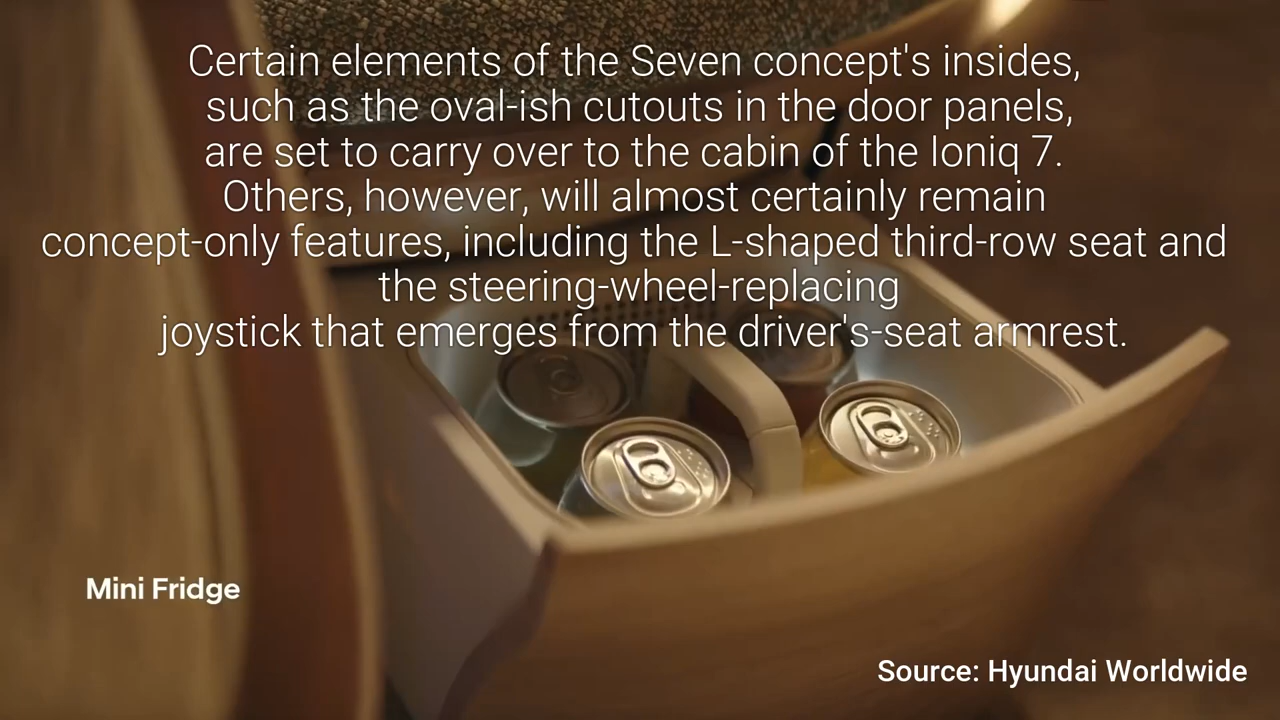 Certain elements of the Seven concept's insides,
such as the oval-ish cutouts in the door panels,
are set to carry over to the cabin of the Ioniq 7.
Others, however, will almost certainly remain
concept-only features, including the L-shaped third-row seat and
the steering-wheel-replacing
joystick that emerges from the driver's-seat armrest.
Mini Fridge
Source: Hyundai Worldwide